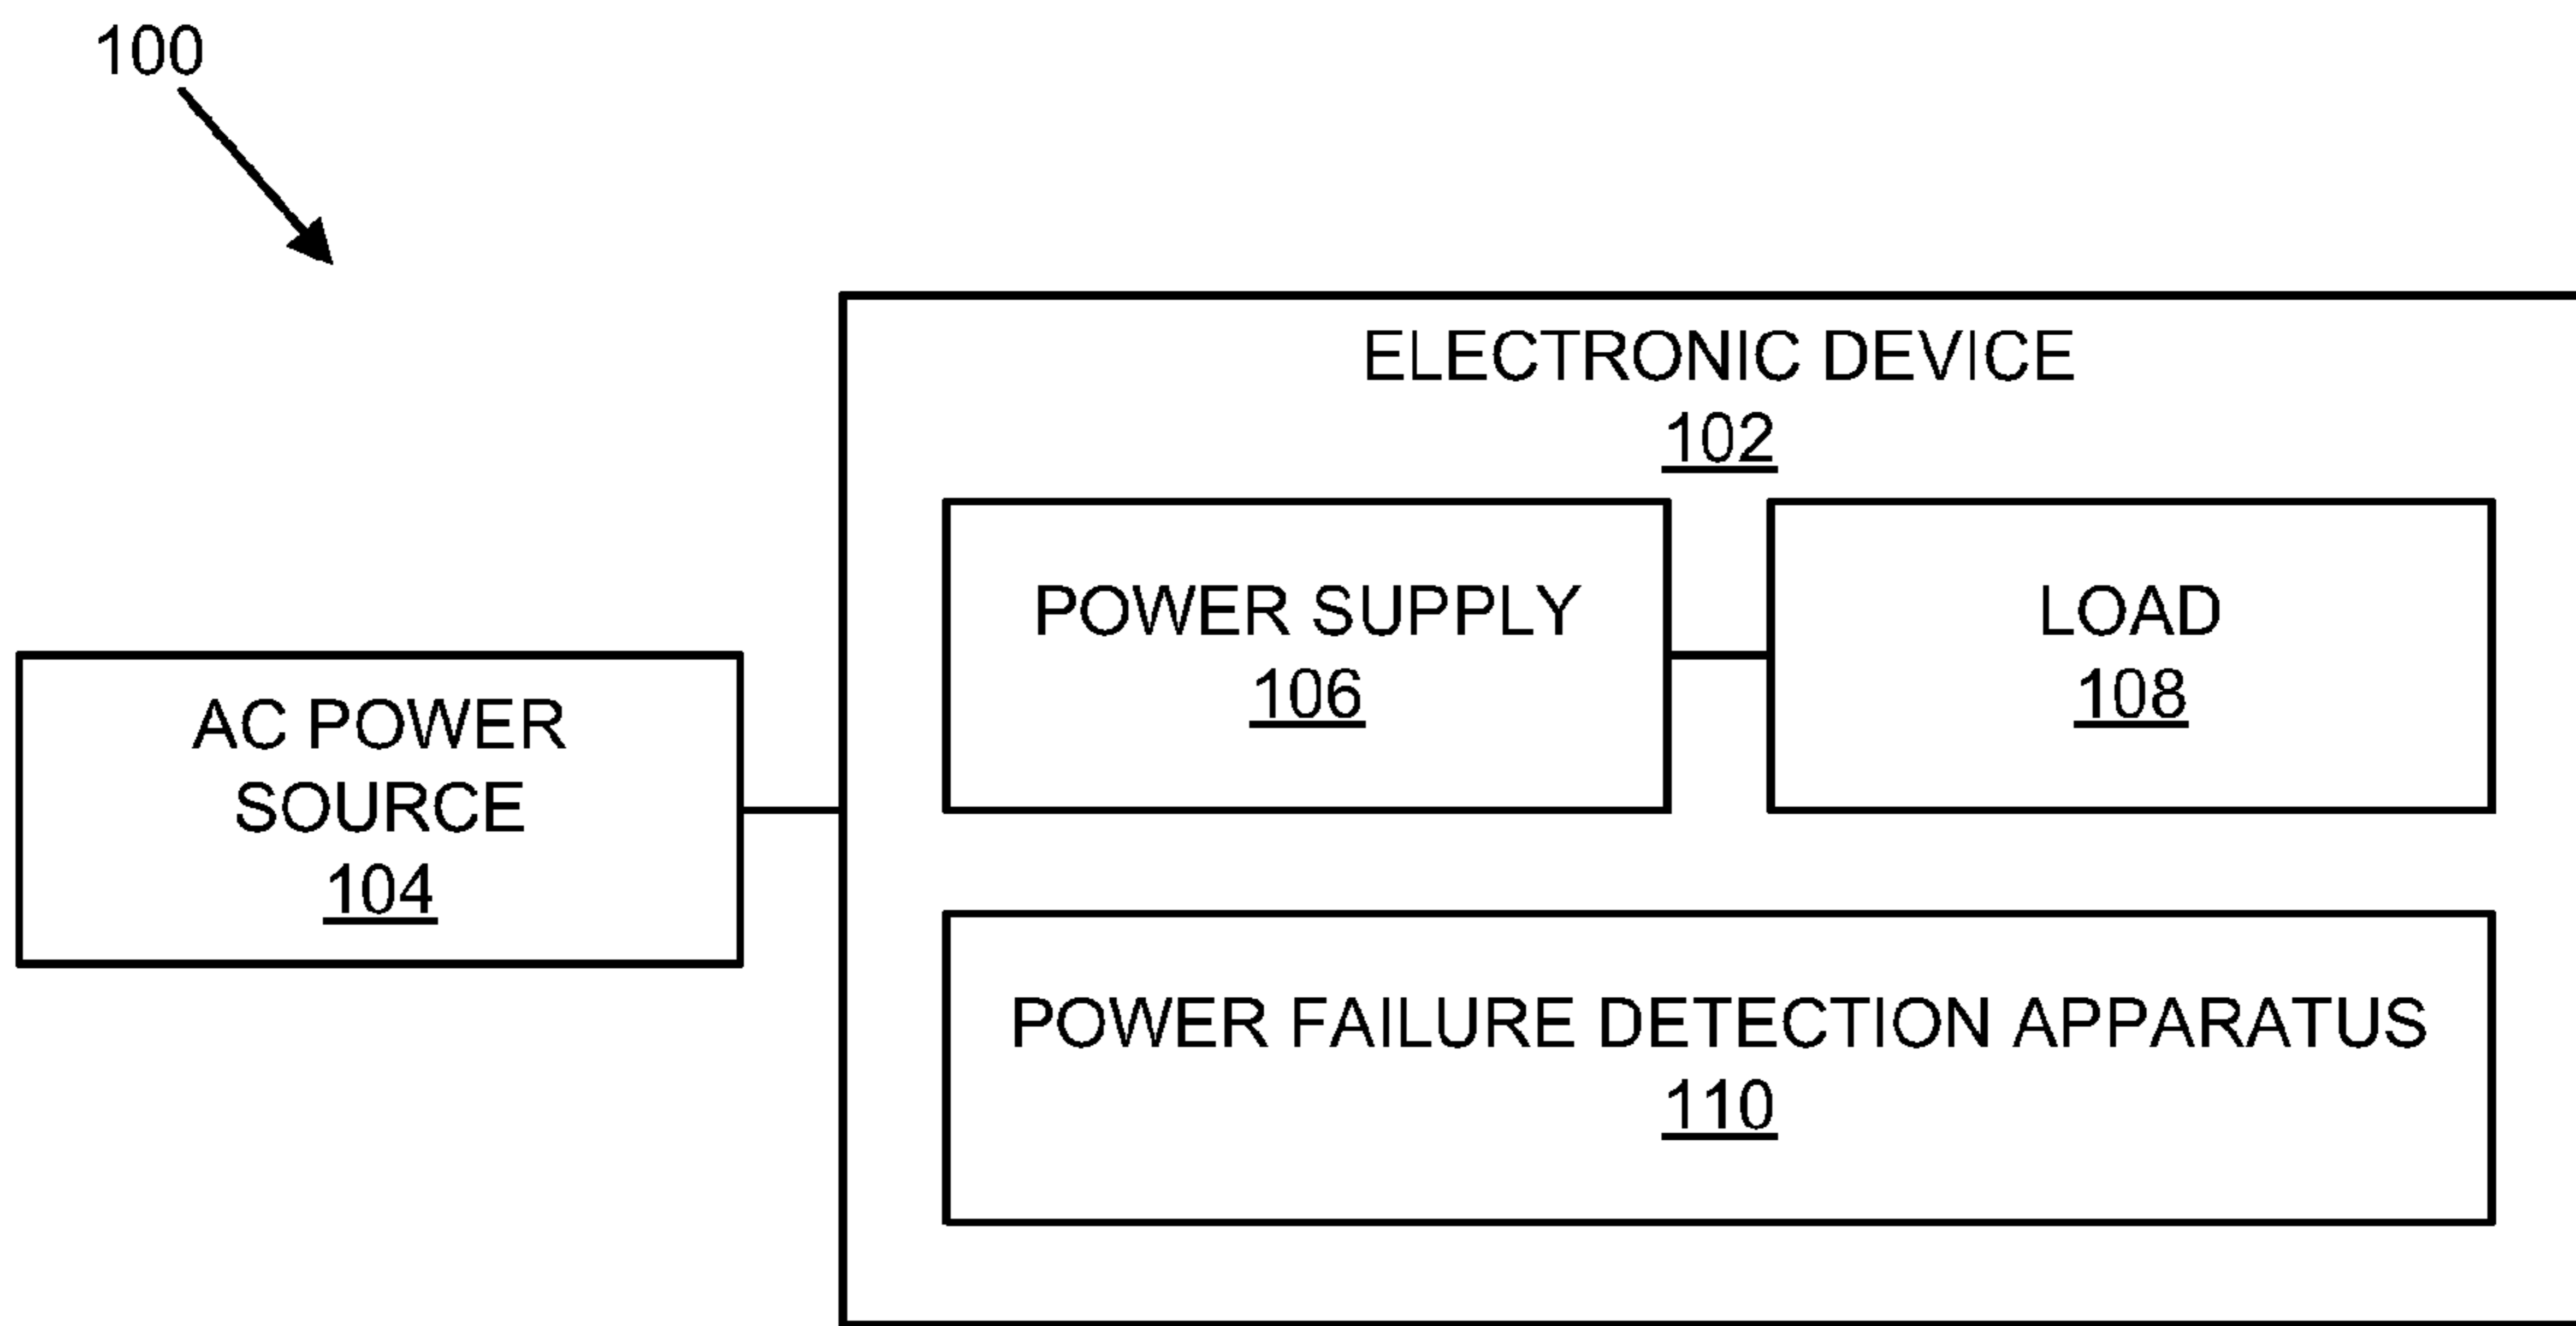 100
ELECTRONIC DEVICE
102
POWER SUPPLY
106
LOAD
108
AC POWER
SOURCE
104
POWER FAILURE DETECTION APPARATUS
110